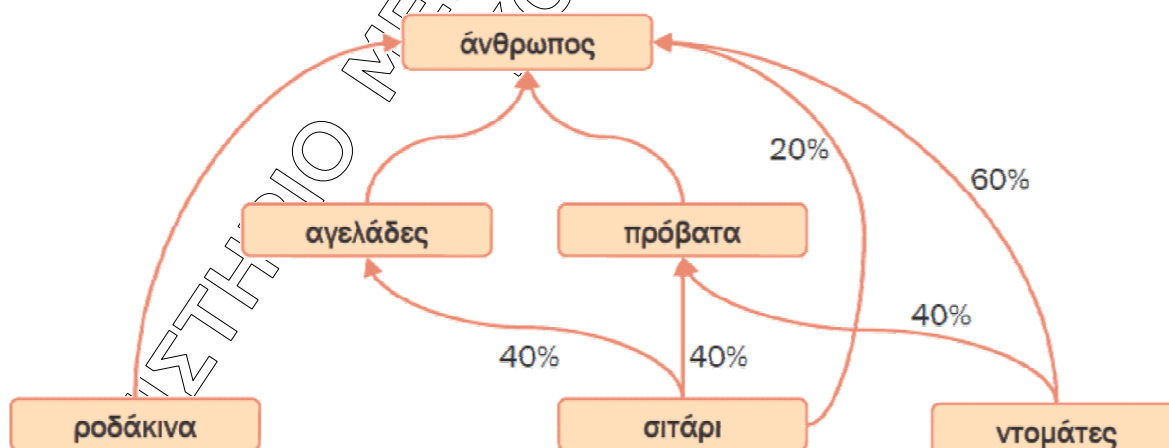 άνθρωπος
20%
60%
αγελάδες
πρόβατα
40%
40%
40%
ροδάκινα
σιτάρι
ντομάτες